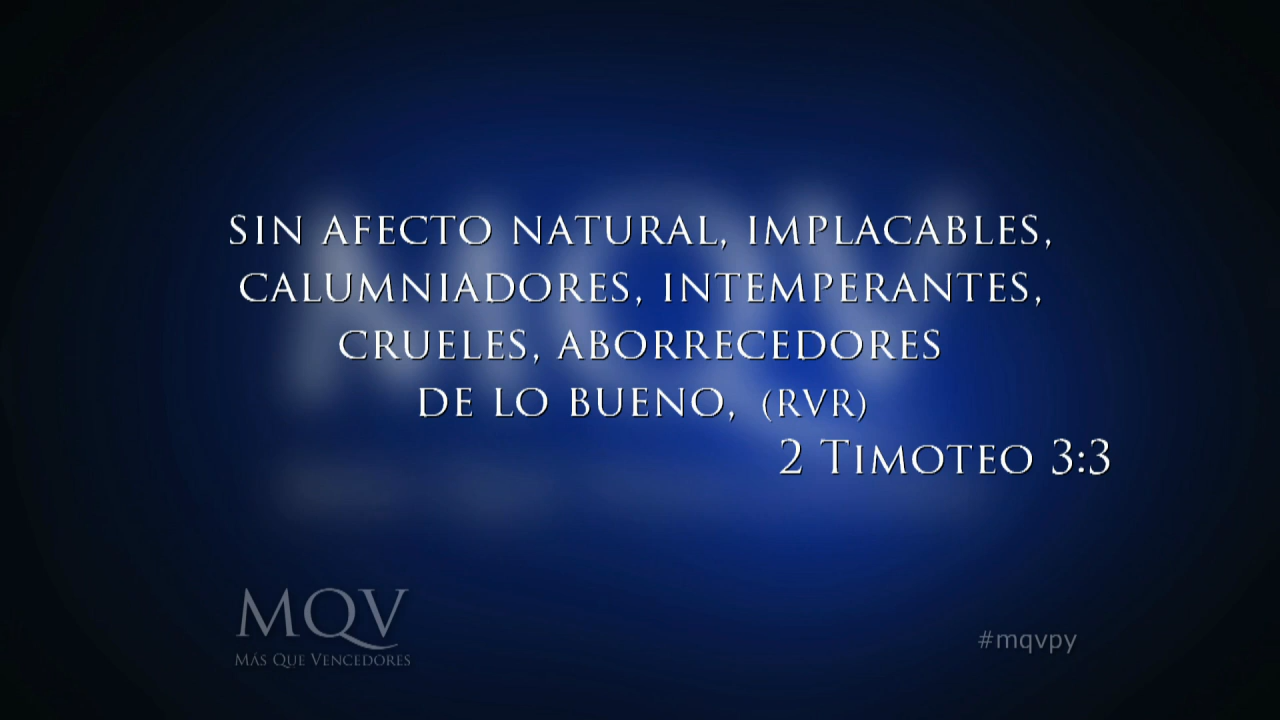 SIN AFECTO NATURAL, IMPLACABLES,
CALUMNIADORES, INTEMPERANTES,
CRUELES, ABORRECEDORES
DE LO BUENO, (RVR)
2 TIMOTEO 3:3
MQV
MÁS QUE VENCEDORES
#mqvpy